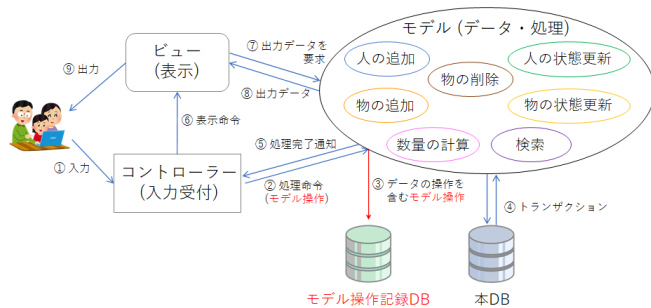 モデル (データ・処理)
ビュー
(表示)
⑦ 出力データを
要求
⑧ 出力データ
⑨ 出力
人の追加
物の削除
人の状態更新
物の追加
物の状態更新
数量の計算
検索
⑥ 表示命令
⑤ 処理完了通知
① 入力
コントローラー
(入力受付)
② 処理命令
(モデル操作)
③ データの操作を
含むモデル操作
④ トランザクション
モデル操作記録DB
本DB